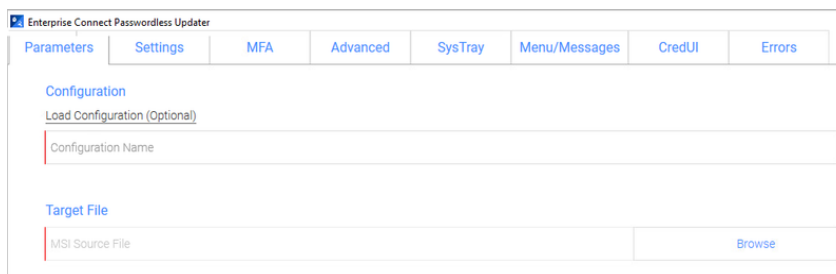 Enterprise Connect Passwordless Updater
Parameters Settings MFA Advanced SysTray Menu/Messages CredUI Errors
Configuration
Load Configuration (Optional)
Configuration Name
Target File
MSI Source File Browse